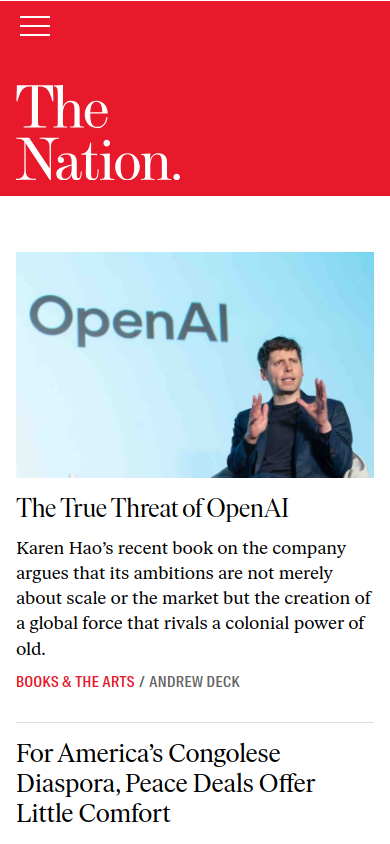 The
Nation.
OpenAI
The True Threat of OpenAI
Karen Hao’s recent book on the company
argues that its ambitions are not merely
about scale or the market but the creation of
a global force that rivals a colonial power of
old.
BOOKS & THE ARTS / ANDREW DECK
For America’s Congolese
Diaspora, Peace Deals Offer
Little Comfort